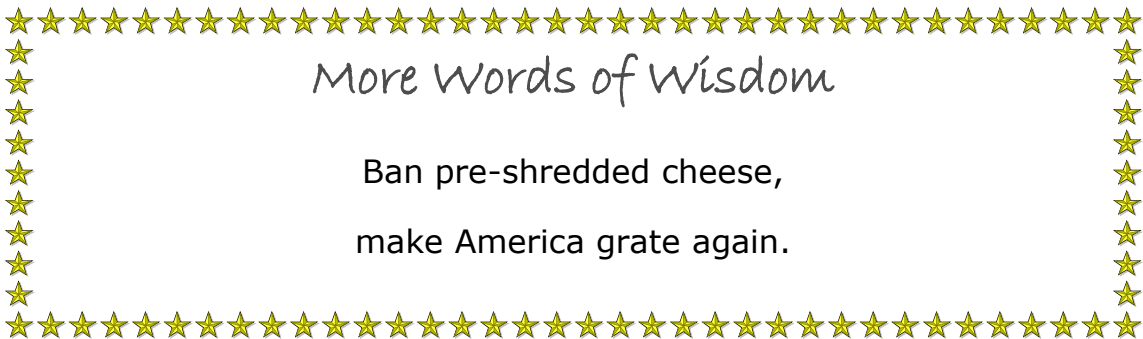 More Words of Wisdom
Ban pre-shredded cheese,
make America grate again.